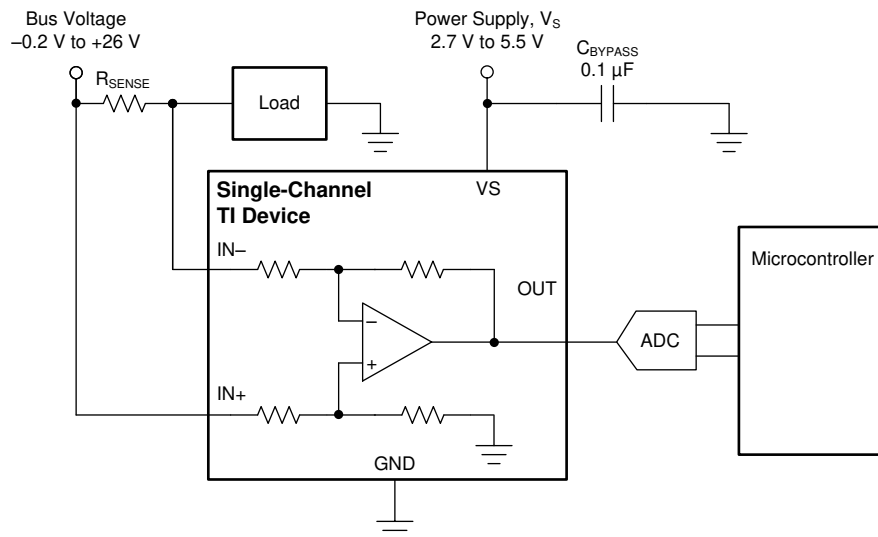 Bus Voltage
–0.2 V to +26 V
Power Supply, VS
2.7 V to 5.5 V
CBYPASS
0.1 µF
RSENSE
Load
Single-Channel
TI Device
VS
IN–
OUT
Microcontroller
–
ADC
+
IN+
GND